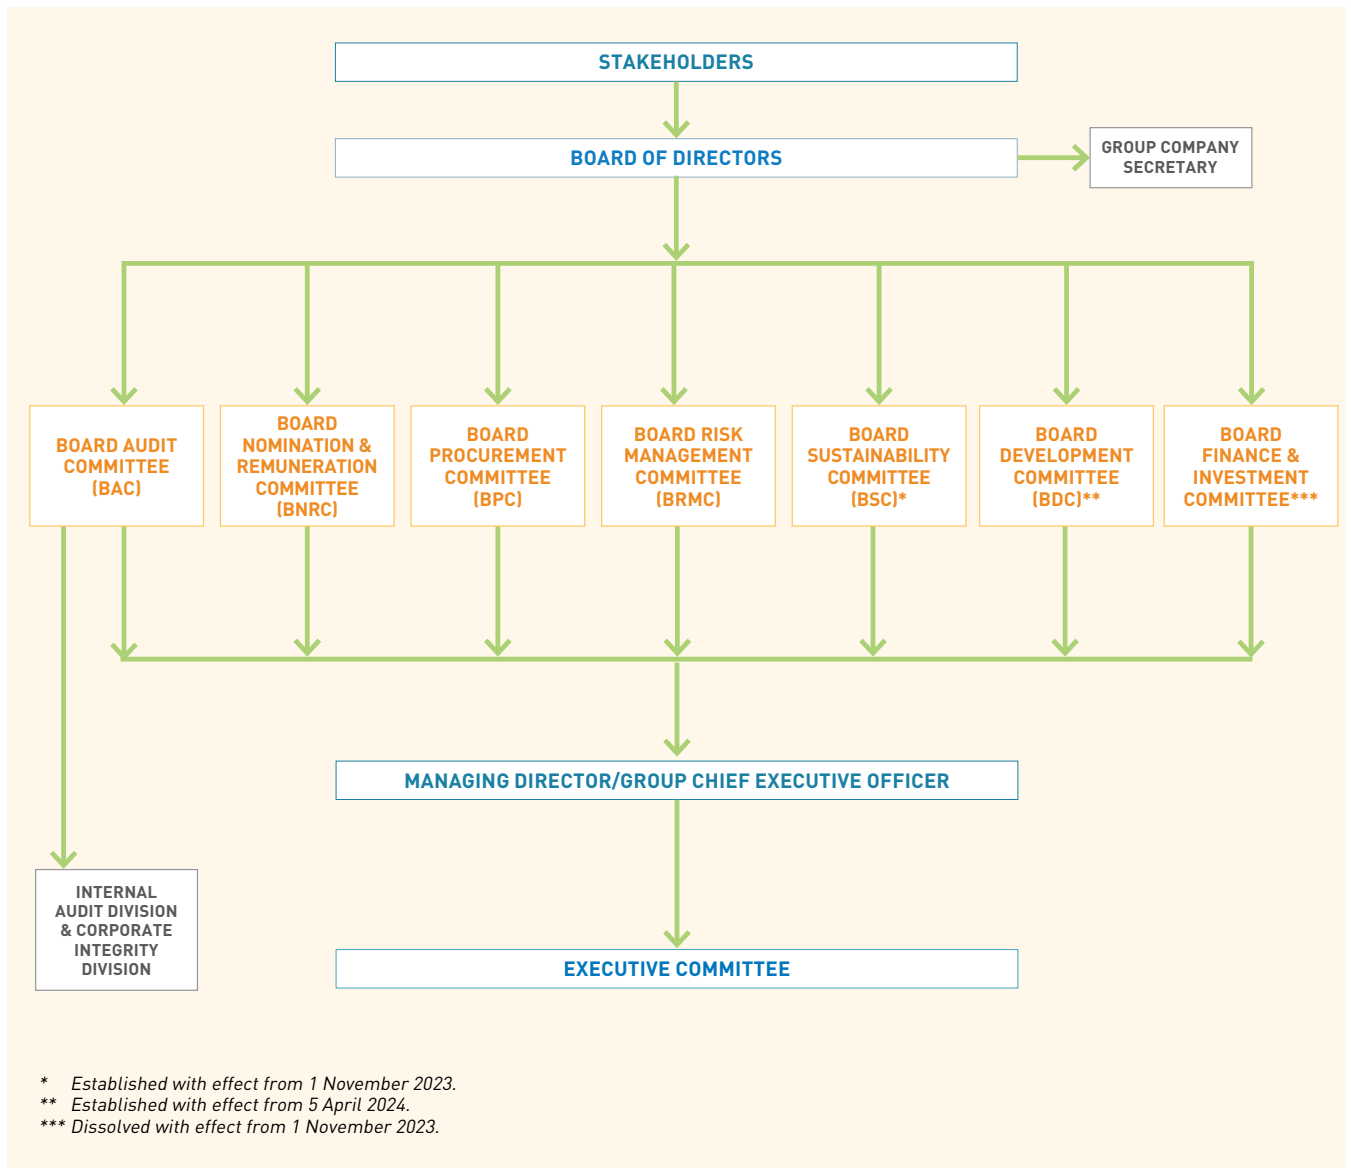 STAKEHOLDERS
BOARD OF DIRECTORS
GROUP COMPANY
SECRETARY
BOARD AUDIT
COMMITTEE
(BAC)
BOARD
NOMINATION &
REMUNERATION
COMMITTEE
(BNRC)
BOARD
PROCUREMENT
COMMITTEE
(BPC)
BOARD RISK
MANAGEMENT
COMMITTEE
(BRMC)
BOARD
SUSTAINABILITY
COMMITTEE
(BSC)*
BOARD
DEVELOPMENT
COMMITTEE
(BDC)**
BOARD
FINANCE &
INVESTMENT
COMMITTEE***
MANAGING DIRECTOR/GROUP CHIEF EXECUTIVE OFFICER
INTERNAL
AUDIT DIVISION
& CORPORATE
INTEGRITY
DIVISION
EXECUTIVE COMMITTEE
* Established with effect from 1 November 2023.
** Established with effect from 5 April 2024.
*** Dissolved with effect from 1 November 2023.